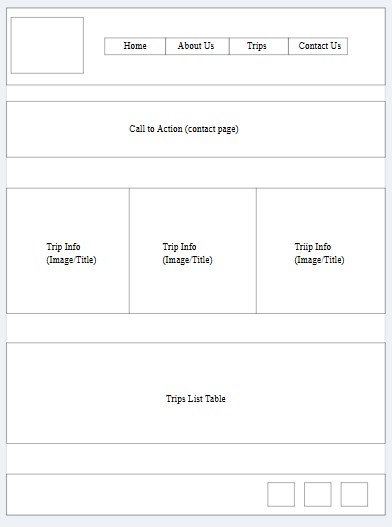 Home About Us Trips Contact Us
Call to Action (contact page)
Trip Info Trip Info Triip Info
(Image/Title) (Image/Title) (Image/Title)
Trips List Table